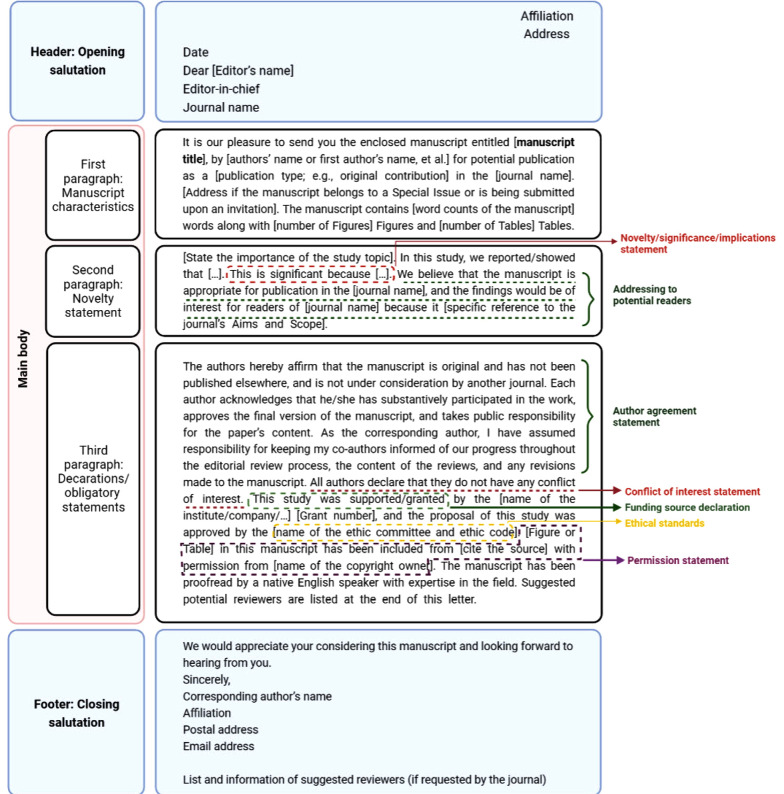 Affiliation
Address
Header: Opening
salutation
Date
Dear [Editor's name]
Editor-in-chief
Journal name
Main body
First
paragraph:
Manuscript
characteristics
It is our pleasure to send you the enclosed manuscript entitled [manuscript
title], by [authors' name or first author's name, et al.] for potential publication
as a [publication type; e.g., original contribution] in the [journal name].
[Address if the manuscript belongs to a Special Issue or is being submitted
upon an invitation]. The manuscript contains [word counts of the manuscript]
words along with [number of Figures] Figures and [number of Tables] Tables.
Second
paragraph:
Novelty
statement
[State the importance of the study topic]. In this study, we reported/showed
that [...]. This is significant because [...]. We believe that the manuscript is
appropriate for publication in the [journal name], and the findings would be of
interest for readers of [journal name] because it [specific reference to the
journal's Aims and Scope].
Novelty/significance/implications
statement
Addressing to
potential readers
Third
paragraph:
Decarations/
obligatory
statements
The authors hereby affirm that the manuscript is original and has not been
published elsewhere, and is not under consideration by another journal. Each
author acknowledges that he/she has substantively participated in the work,
approves the final version of the manuscript, and takes public responsibility
for the paper's content. As the corresponding author, I have assumed
responsibility for keeping my co-authors informed of our progress throughout
the editorial review process, the content of the reviews, and any revisions
made to the manuscript. All authors declare that they do not have any conflict
of interest. This study was supported/granted by the [name of the
institute/company/...] [Grant number], and the proposal of this study was
approved by the [name of the ethic committee and ethic code]. [Figure or
Table] in this manuscript has been included from [cite the source] with
permission from [name of the copyright owner]. The manuscript has been
proofread by a native English speaker with expertise in the field. Suggested
potential reviewers are listed at the end of this letter.
Author agreement
statement
Conflict of interest statement
Funding source declaration
Ethical standards
Permission statement
Footer: Closing
salutation
We would appreciate your considering this manuscript and looking forward to
hearing from you.
Sincerely,
Corresponding author's name
Affiliation
Postal address
Email address
List and information of suggested reviewers (if requested by the journal)